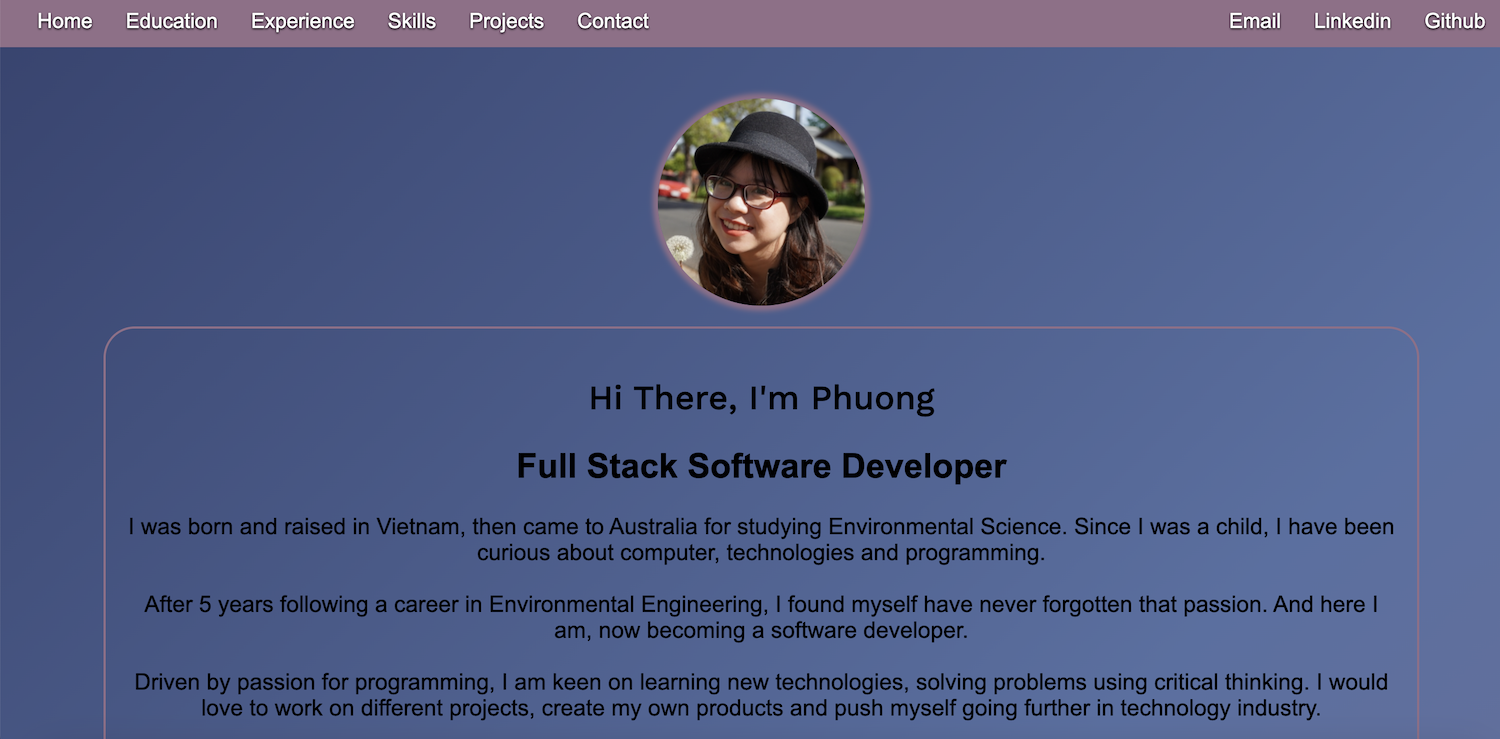 Home Education Experience Skills Projects Contact Email Linkedin Github
Hi There, I'm Phuong
Full Stack Software Developer
I was born and raised in Vietnam, then came to Australia for studying Environmental Science. Since I was a child, I have been
curious about computer, technologies and programming.
After 5 years following a career in Environmental Engineering, I found myself have never forgotten that passion. And here I
am, now becoming a software developer.
Driven by passion for programming, I am keen on learning new technologies, solving problems using critical thinking. I would
love to work on different projects, create my own products and push myself going further in technology industry.